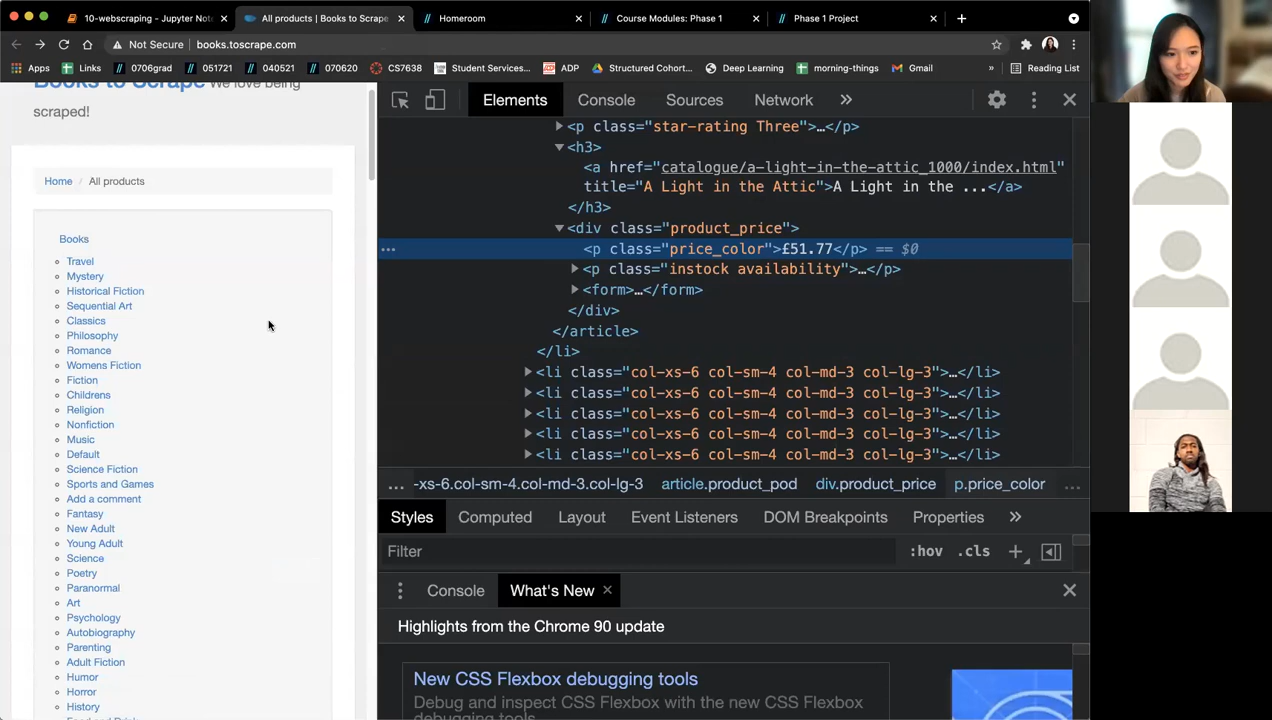 10-webscraping - Jupyter Not
All products | Books to Scrape
Homeroom
Course Modules: Phase 1
Phase 1 Project
Not Secure
books.toscrape.com
Apps
Links
0706grad
051721
040521
070620
CS7638
Student Services...
ADP
Structured Cohort...
Deep Learning
morning-things
Gmail
»
Reading List
Books to Scrape We love being
scraped!
Home / All products
Books
Travel
Mystery
Historical Fiction
Sequential Art
Classics
Philosophy
Romance
Womens Fiction
Fiction
Childrens
Religion
Nonfiction
Music
Default
Science Fiction
Sports and Games
Add a comment
Fantasy
New Adult
Young Adult
Science
Poetry
Paranormal
Art
Psychology
Autobiography
Parenting
Adult Fiction
Humor
Horror
History
Elements
Console
Sources
Network
»
<p class="star-rating Three">…</p>
<h3>
<a href="catalogue/a-light-in-the-attic_1000/index.html"
title="A Light in the Attic">A Light in the ...</a>
</h3>
<div class="product_price">
<p class="price_color">£51.77</p> == $0
<p class="instock availability">…</p>
<form>…</form>
</div>
</article>
</li>
<li class="col-xs-6 col-sm-4 col-md-3 col-lg-3">…</li>
<li class="col-xs-6 col-sm-4 col-md-3 col-lg-3">…</li>
<li class="col-xs-6 col-sm-4 col-md-3 col-lg-3">…</li>
<li class="col-xs-6 col-sm-4 col-md-3 col-lg-3">…</li>
<li class="col-xs-6 col-sm-4 col-md-3 col-lg-3">…</li>
... -xs-6.col-sm-4.col-md-3.col-lg-3 article.product_pod div.product_price p.price_color ...
Styles
Computed
Layout
Event Listeners
DOM Breakpoints
Properties
»
Filter
:hov .cls +
Console
What's New ×
Highlights from the Chrome 90 update
New CSS Flexbox debugging tools
Debug and inspect CSS Flexbox with the new CSS Flexbox
debugging tools.